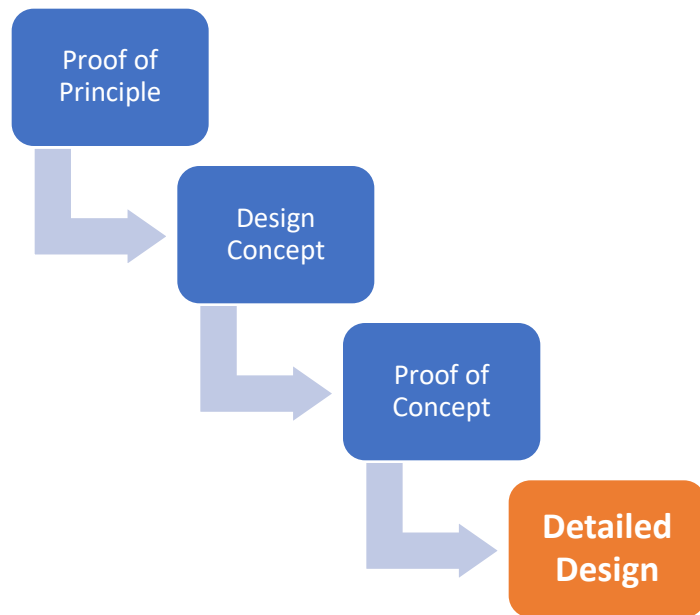 Proof of
Principle
Design
Concept
Proof of
Concept
Detailed
Design